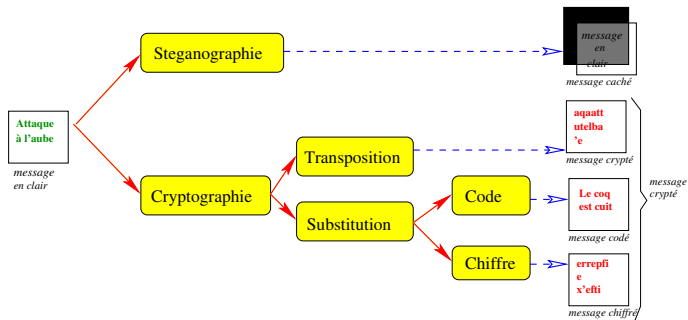 Attaque
à l'aube
message
en clair
Steganographie
message
en
clair
message caché
Cryptographie
Transposition
aqaatt
utelba
'e
message crypté
Substitution
Code
Le coq
est cuit
message codé
Chiffre
errepfi
e
x'efti
message chiffré
message
crypté